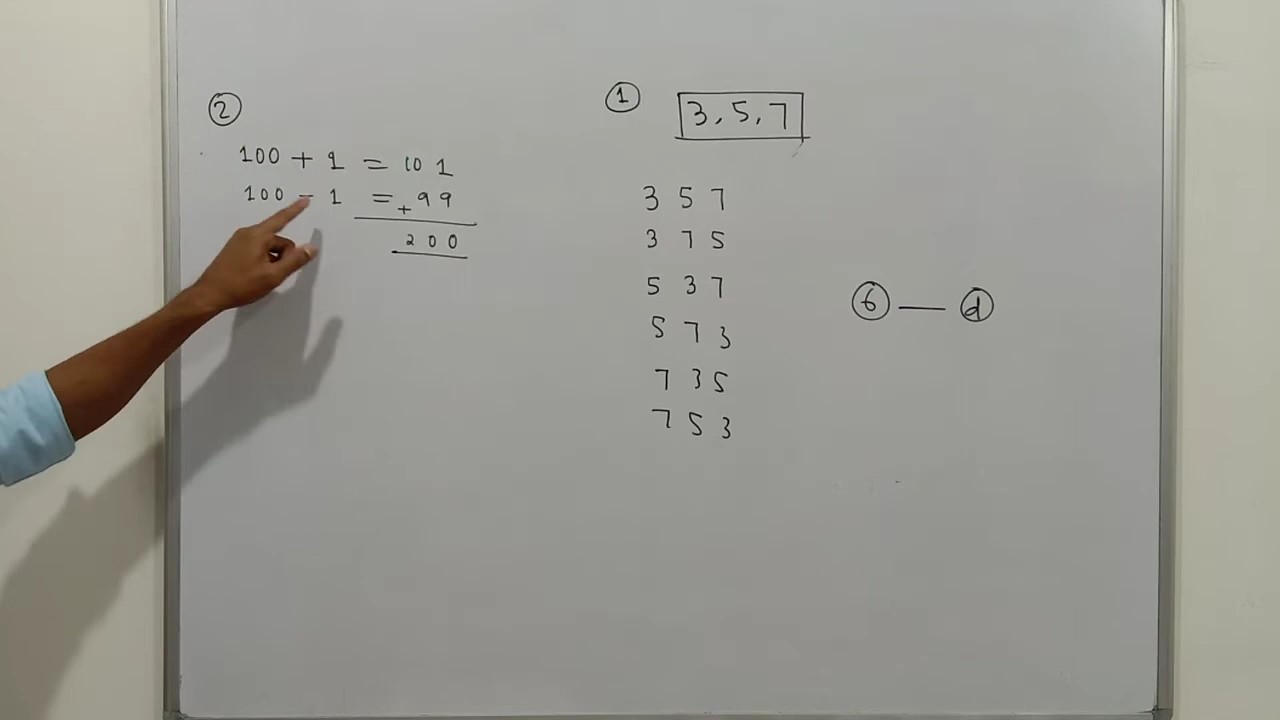 ②
100 + 1 = 101
100 - 1 = + 99
200
①
3, 5, 7
3 5 7
3 7 5
5 3 7
5 7 3
7 3 5
7 5 3
⑥ — ⓓ